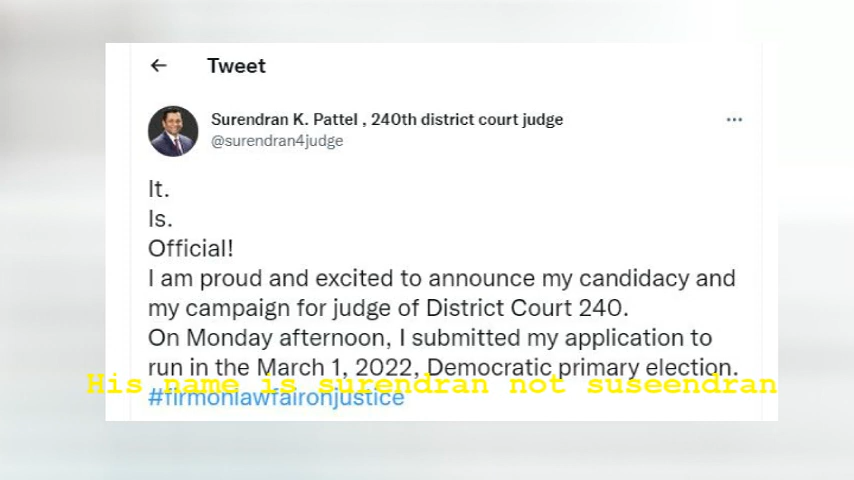 ← Tweet
Surendran K. Pattel , 240th district court judge ...
@surendran4judge
It.
Is.
Official!
I am proud and excited to announce my candidacy and
my campaign for judge of District Court 240.
On Monday afternoon, I submitted my application to
run in the March 1, 2022, Democratic primary election.
His name is surendran not suseendran
#firmonlawfaironjustice